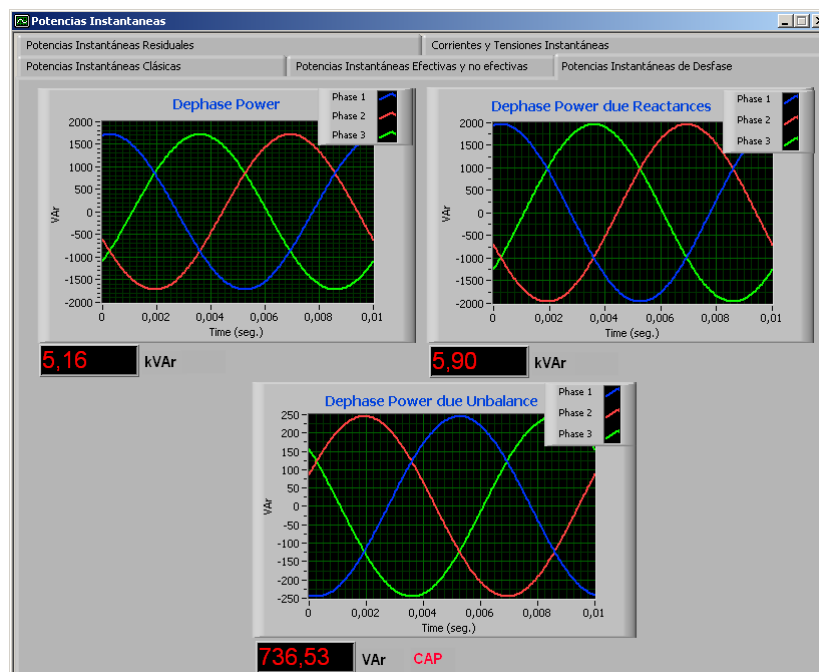 Potencias Instantaneas
Potencias Instantáneas Residuales
Corrientes y Tensiones Instantáneas
Potencias Instantáneas Clásicas
Potencias Instantáneas Efectivas y no efectivas
Potencias Instantáneas de Desfase
Dephase Power
Phase 1
Phase 2
Phase 3
2000
1500
1000
500
0
-500
-1000
-1500
-2000
VAr
0
0,002
0,004
0,006
0,008
0,01
Time (seg.)
5,16 kVAr
Dephase Power due Reactances
Phase 1
Phase 2
Phase 3
2000
1500
1000
500
0
-500
-1000
-1500
-2000
VAr
0
0,002
0,004
0,006
0,008
0,01
Time (seg.)
5,90 kVAr
Dephase Power due Unbalance
Phase 1
Phase 2
Phase 3
250
200
150
100
50
0
-50
-100
-150
-200
-250
VAr
0
0,002
0,004
0,006
0,008
0,01
Time (seg.)
736,53 VAr CAP